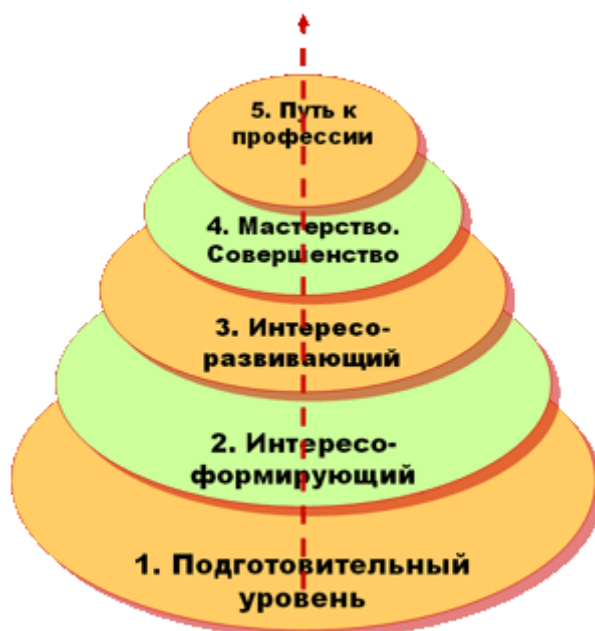 5. Путь к
профессии
4. Мастерство.
Совершенство
3. Интересо-
развивающий
2. Интересо-
формирующий
1. Подготовительный
уровень